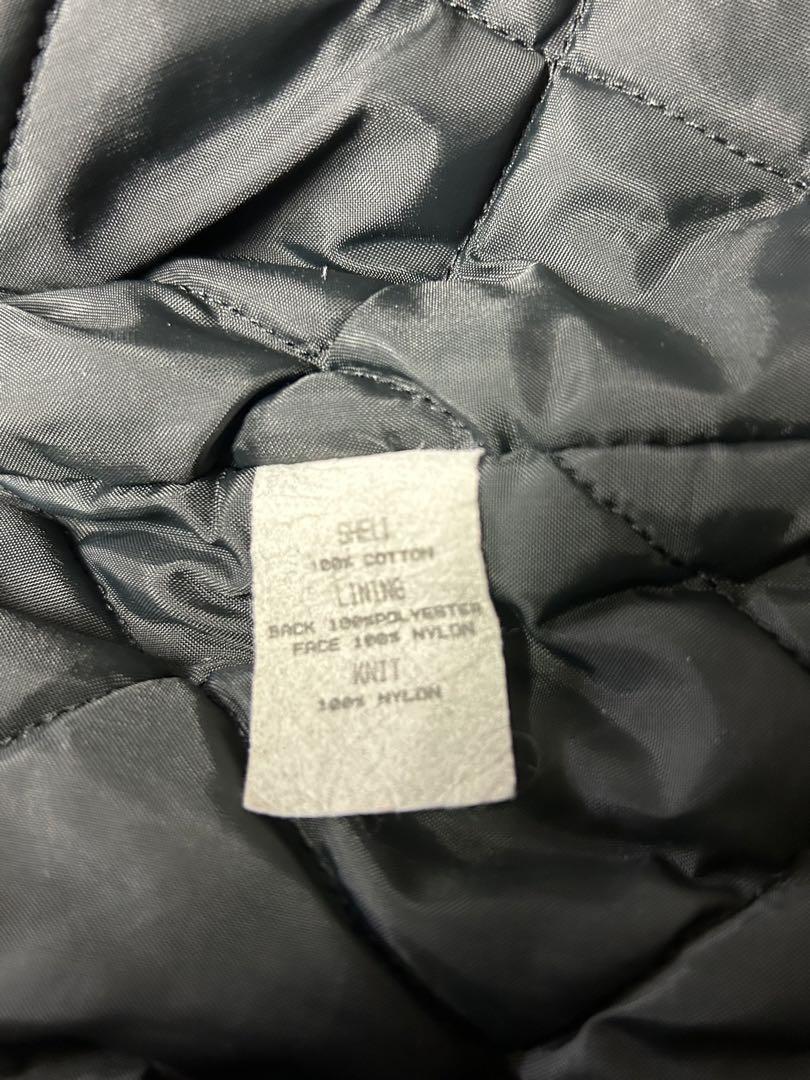 SHELL
100% COTTON
LINING
BACK 100%POLYESTER
FACE 100% NYLON
KNIT
100% NYLON